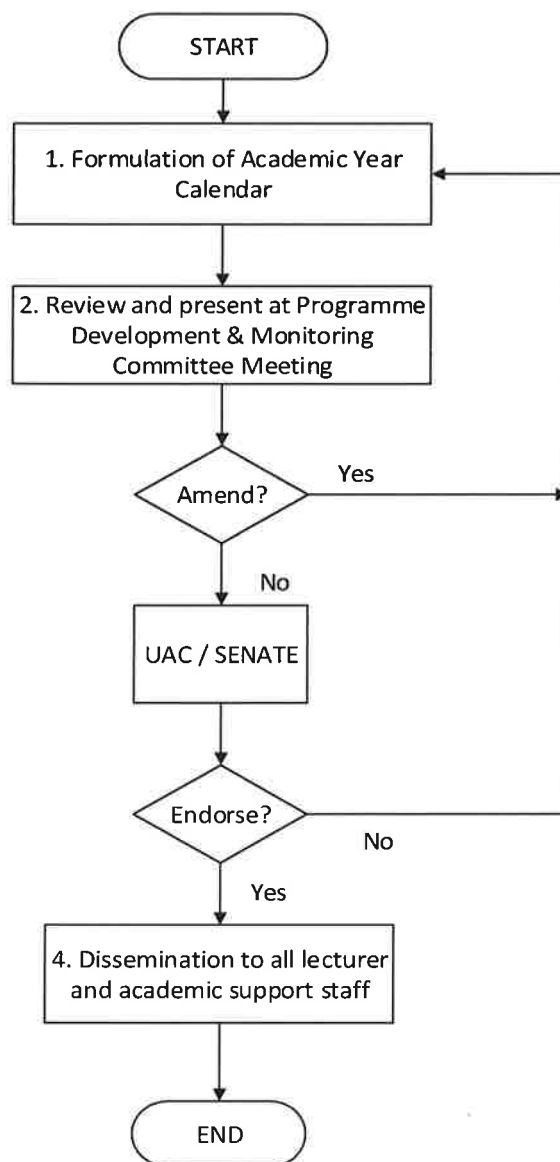 START
1. Formulation of Academic Year
Calendar
2. Review and present at Programme
Development & Monitoring
Committee Meeting
Amend?
Yes
No
UAC / SENATE
Endorse?
No
Yes
4. Dissemination to all lecturer
and academic support staff
END